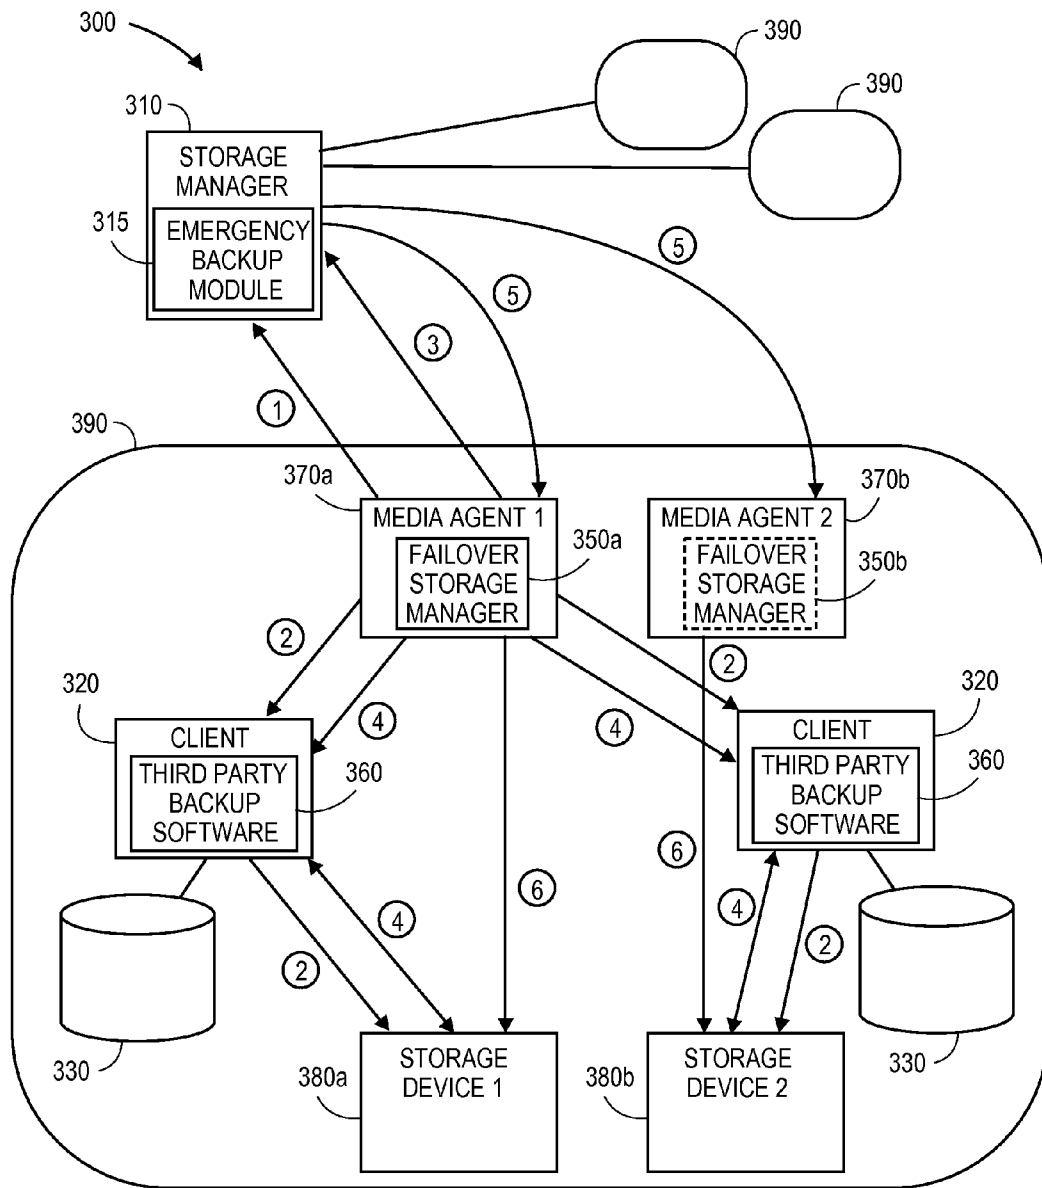 300
390
390
310
STORAGE
MANAGER
315
EMERGENCY
BACKUP
MODULE
5
5
3
1
390
370a
MEDIA AGENT 1
350a
FAILOVER
STORAGE
MANAGER
MEDIA AGENT 2
370b
FAILOVER
STORAGE
MANAGER
350b
2
2
320
CLIENT
THIRD PARTY
BACKUP
SOFTWARE
360
4
4
320
CLIENT
THIRD PARTY
BACKUP
SOFTWARE
360
6
6
4
2
4
2
330
330
380a
STORAGE
DEVICE 1
380b
STORAGE
DEVICE 2